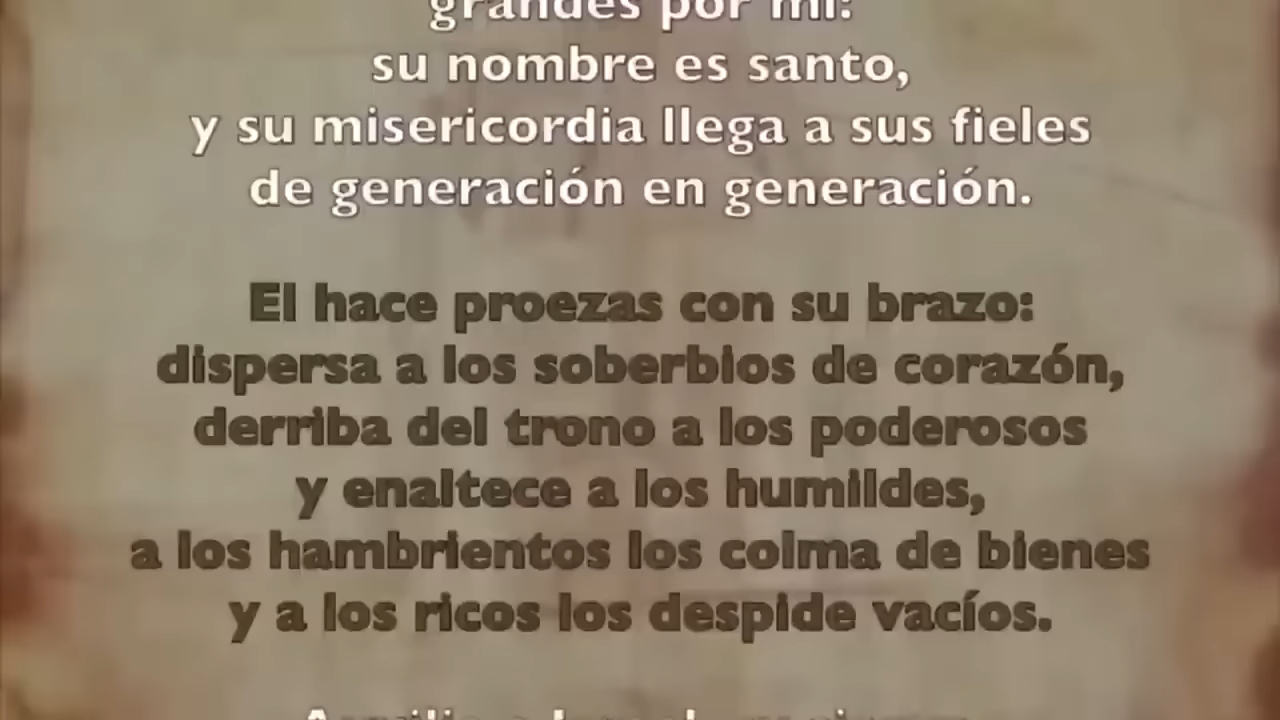 grandes por mí:
su nombre es santo,
y su misericordia llega a sus fieles
de generación en generación.
El hace proezas con su brazo:
dispersa a los soberbios de corazón,
derriba del trono a los poderosos
y enaltece a los humildes,
a los hambrientos los colma de bienes
y a los ricos los despide vacíos.